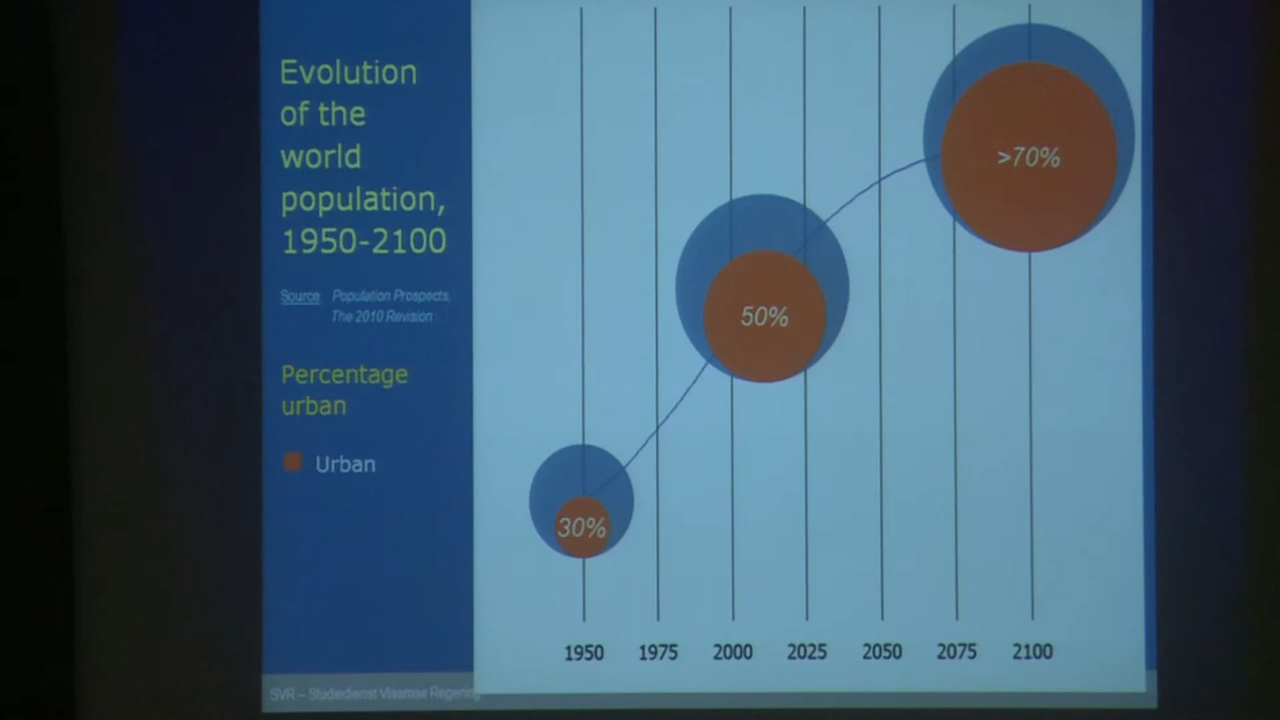 Evolution
of the
world
population,
1950-2100
Source: Population Prospects,
The 2010 Revision
Percentage
urban
Urban
>70%
50%
30%
1950 1975 2000 2025 2050 2075 2100
SVR – Studiedienst Vlaamse Regering